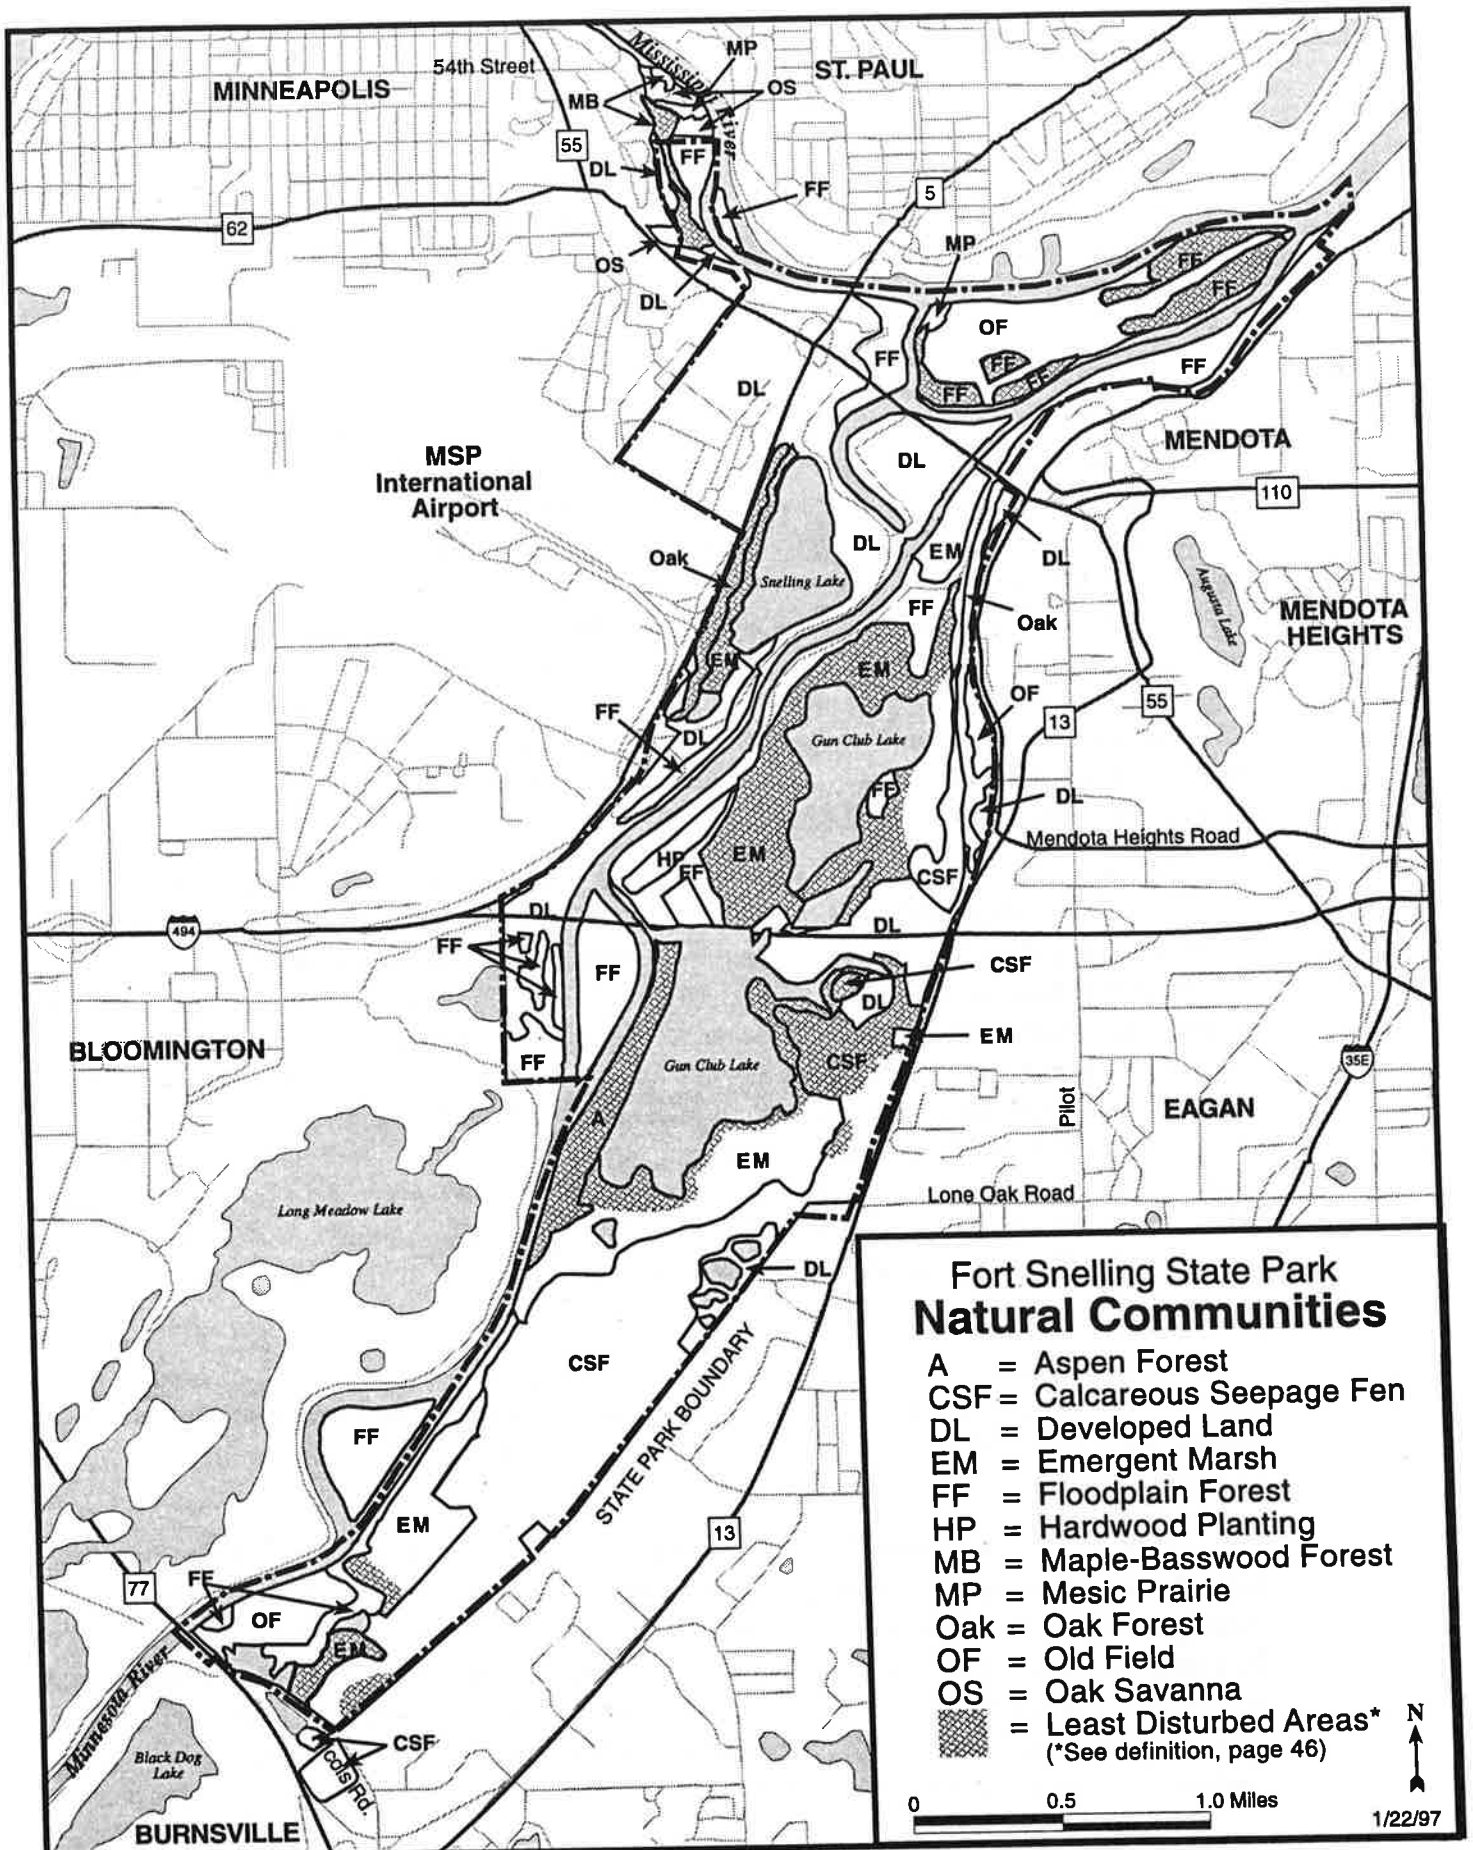 Mississippi River
MP
54th Street
ST. PAUL
MINNEAPOLIS
OS
MB
55
FF
DL
FF
5
62
MP
OS
DL
FF
FF
OF
FF
FF
FF
FF
FF
FF
DL
MENDOTA
MSP
International
Airport
DL
110
DL
EM
DL
Oak
Snelling Lake
Augusta Lake
FF
Oak
MENDOTA
HEIGHTS
EM
EM
OF
55
FF
13
DL
Gun Club Lake
FF
DL
Mendota Heights Road
EM
HP
FF
CSF
DL
DL
494
FF
FF
CSF
DL
EM
BLOOMINGTON
FF
CSF
Gun Club Lake
35E
Pilot
EAGAN
A
EM
Lone Oak Road
Long Meadow Lake
DL
CSF
STATE PARK BOUNDARY
FF
EM
13
77
FF
OF
EM
Minnesota River
CSF
Black Dog
Lake
Rd.
BURNSVILLE
Fort Snelling State Park
Natural Communities
A = Aspen Forest
CSF = Calcareous Seepage Fen
DL = Developed Land
EM = Emergent Marsh
FF = Floodplain Forest
HP = Hardwood Planting
MB = Maple-Basswood Forest
MP = Mesic Prairie
Oak = Oak Forest
OF = Old Field
OS = Oak Savanna
= Least Disturbed Areas*
(*See definition, page 46)
N
0 0.5 1.0 Miles
1/22/97